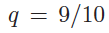 q = 9/10